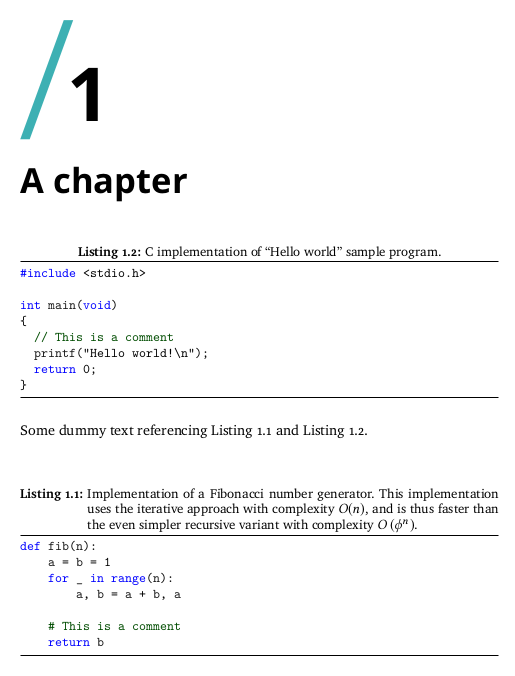 /1
A chapter
Listing 1.2: C implementation of “Hello world” sample program.
#include <stdio.h>
int main(void)
{
  // This is a comment
  printf("Hello world!\n");
  return 0;
}
Some dummy text referencing Listing 1.1 and Listing 1.2.
Listing 1.1: Implementation of a Fibonacci number generator. This implementation
uses the iterative approach with complexity O(n), and is thus faster than
the even simpler recursive variant with complexity O (ϕⁿ).
def fib(n):
    a = b = 1
    for _ in range(n):
        a, b = a + b, a
    # This is a comment
    return b